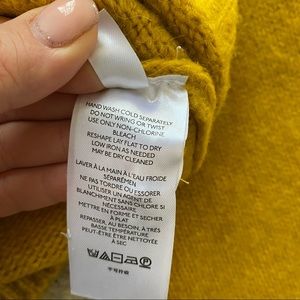 HAND WASH COLD SEPARATELY
DO NOT WRING OR TWIST
USE ONLY NON-CHLORINE
BLEACH
RESHAPE LAY FLAT TO DRY
LOW IRON AS NEEDED
MAY BE DRY CLEANED
LAVER À LA MAIN À L'EAU FROIDE
SÉPARÉMEN
NE PAS TORDRE OU ESSORER
UTILISER UN AGENT DE
BLANCHIMENT SANS CHLORE SI
NÉCESSAIRE
METTRE EN FORME ET SÉCHER
À PLAT
REPASSER, AU BESOIN, À TRÈS
BASSE TEMPÉRATURE
PEUT-ÊTRE ÊTRE NETTOYÉE
À SEC